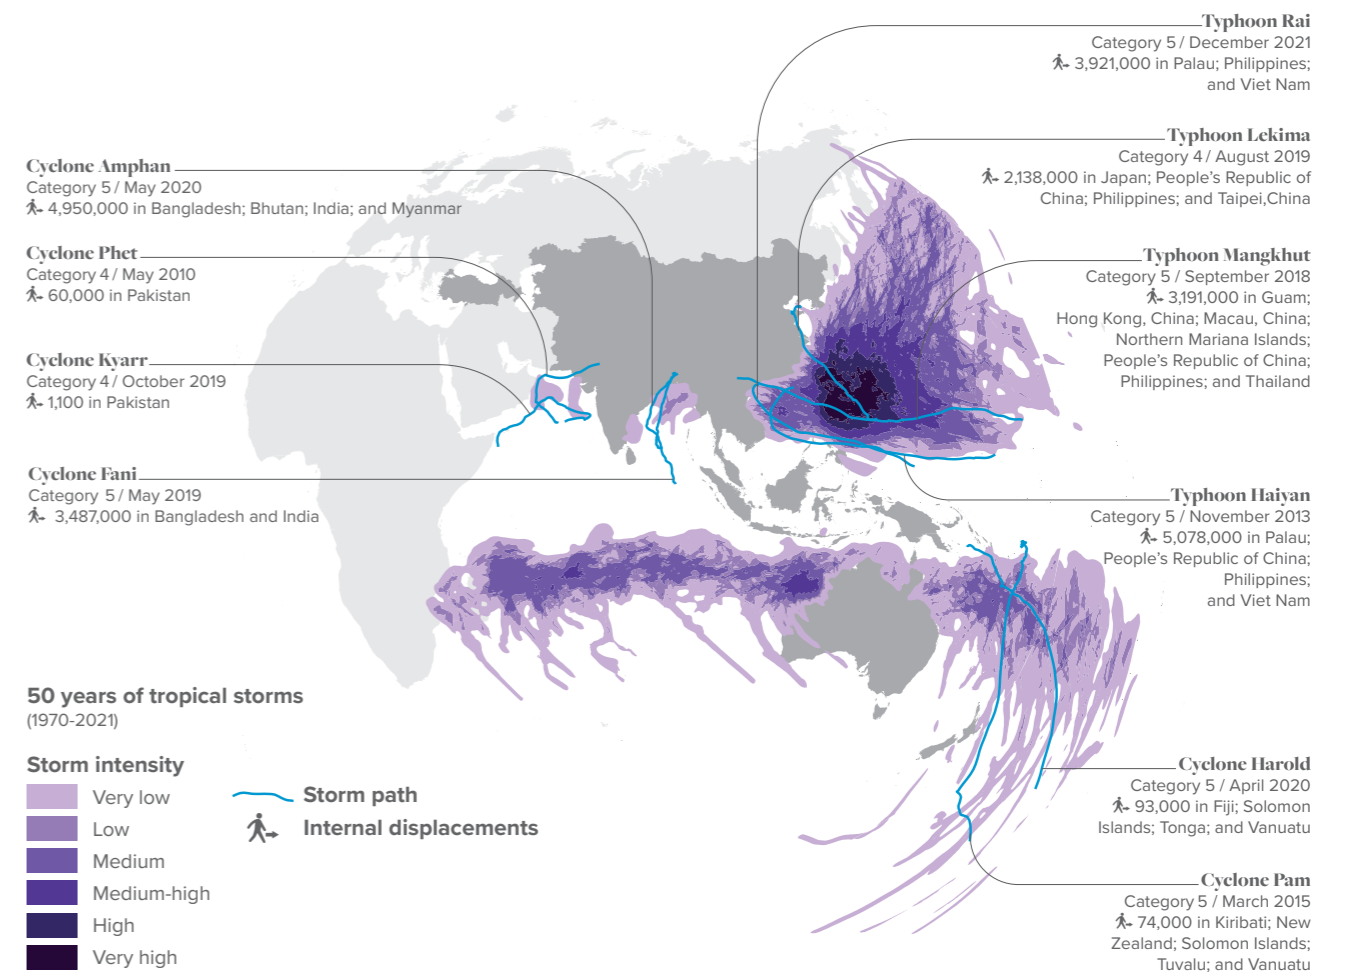 Typhoon Rai
Category 5 / December 2021
3,921,000 in Palau; Philippines;
and Viet Nam
Typhoon Lekima
Category 4 / August 2019
2,138,000 in Japan; People's Republic of
China; Philippines; and Taipei,China
Typhoon Mangkhut
Category 5 / September 2018
3,191,000 in Guam;
Hong Kong, China; Macau, China;
Northern Mariana Islands;
People's Republic of China;
Philippines; and Thailand
Typhoon Haiyan
Category 5 / November 2013
5,078,000 in Palau;
People's Republic of China;
Philippines;
and Viet Nam
Cyclone Harold
Category 5 / April 2020
93,000 in Fiji; Solomon
Islands; Tonga; and Vanuatu
Cyclone Pam
Category 5 / March 2015
74,000 in Kiribati; New
Zealand; Solomon Islands;
Tuvalu; and Vanuatu
Cyclone Amphan
Category 5 / May 2020
4,950,000 in Bangladesh; Bhutan; India; and Myanmar
Cyclone Phet
Category 4 / May 2010
60,000 in Pakistan
Cyclone Kyarr
Category 4 / October 2019
1,100 in Pakistan
Cyclone Fani
Category 5 / May 2019
3,487,000 in Bangladesh and India
50 years of tropical storms
(1970-2021)
Storm intensity
Very low
Low
Medium
Medium-high
High
Very high
Storm path
Internal displacements